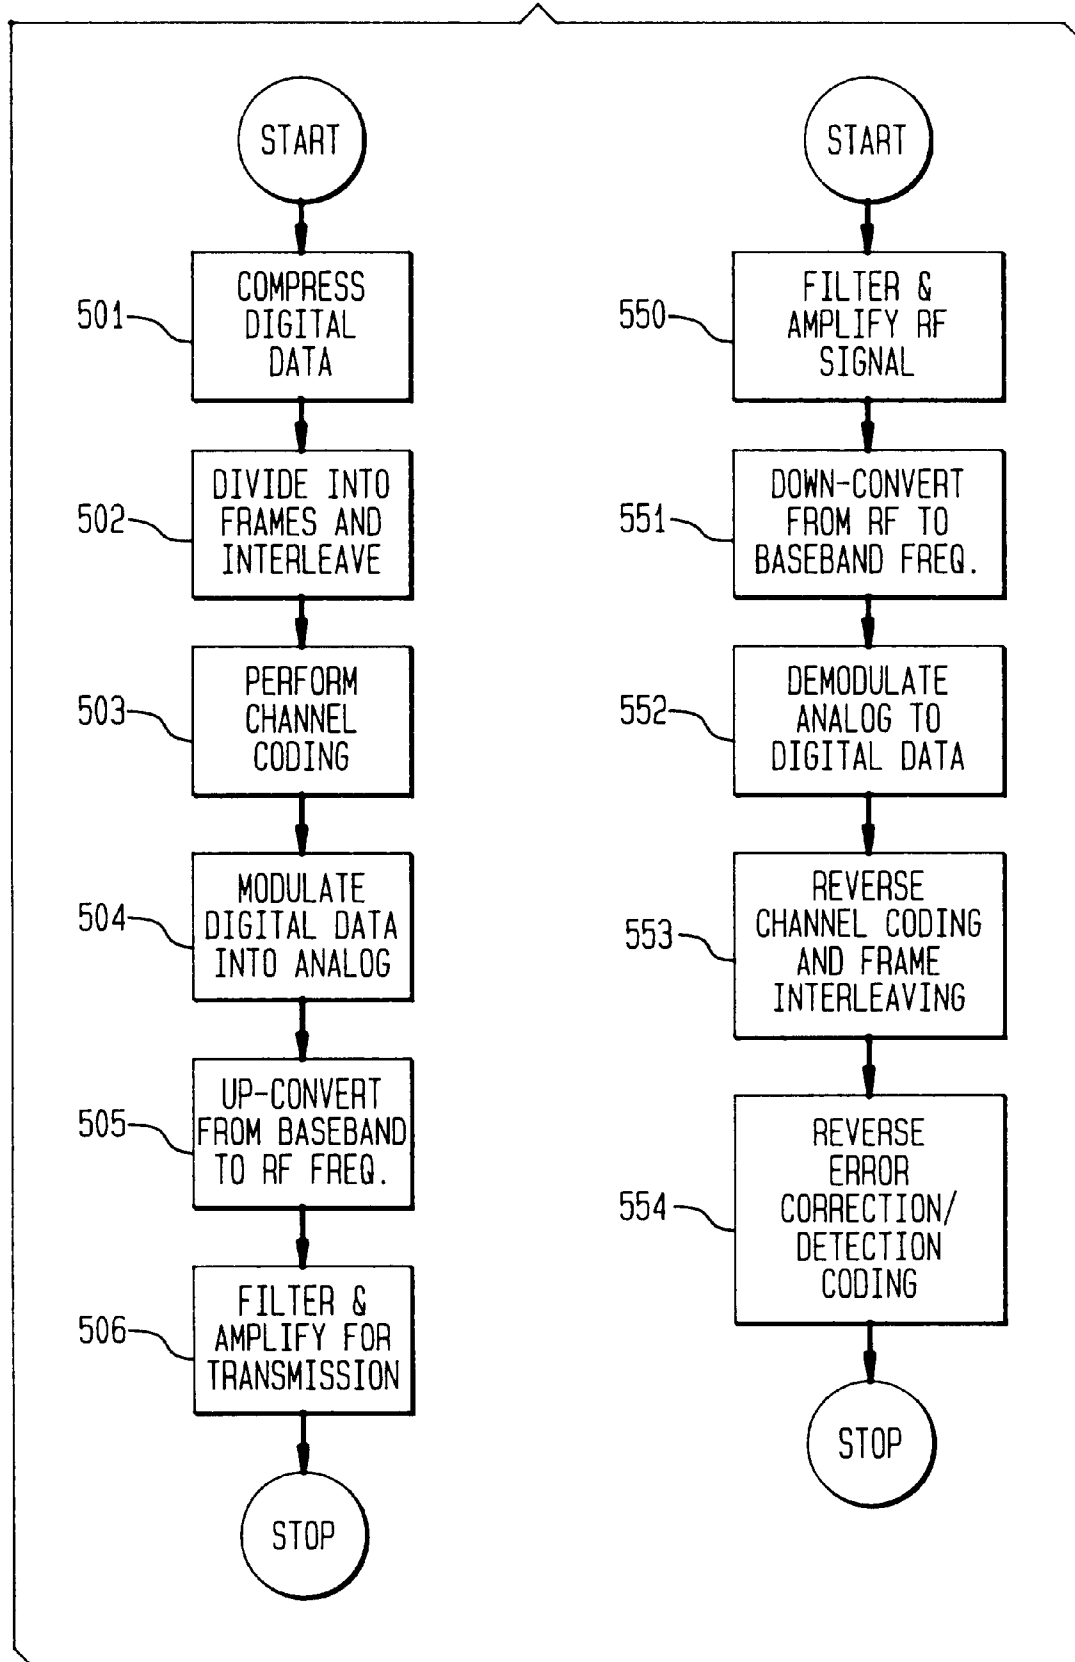 START
501
COMPRESS
DIGITAL
DATA
502
DIVIDE INTO
FRAMES AND
INTERLEAVE
503
PERFORM
CHANNEL
CODING
504
MODULATE
DIGITAL DATA
INTO ANALOG
505
UP-CONVERT
FROM BASEBAND
TO RF FREQ.
506
FILTER &
AMPLIFY FOR
TRANSMISSION
STOP
START
550
FILTER &
AMPLIFY RF
SIGNAL
551
DOWN-CONVERT
FROM RF TO
BASEBAND FREQ.
552
DEMODULATE
ANALOG TO
DIGITAL DATA
553
REVERSE
CHANNEL CODING
AND FRAME
INTERLEAVING
554
REVERSE
ERROR
CORRECTION/
DETECTION
CODING
STOP